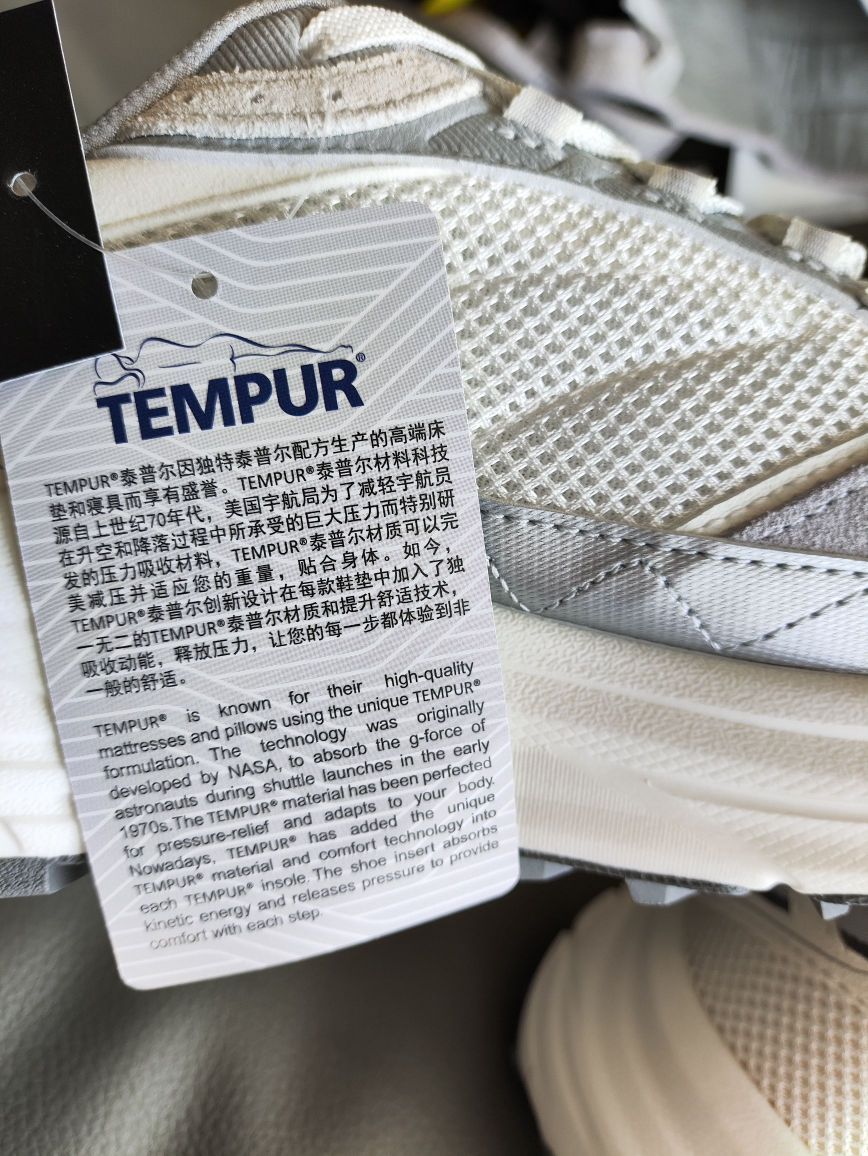 TEMPUR®
TEMPUR®泰普尔因独特泰普尔配方生产的高端床
垫和寝具而享有盛誉。TEMPUR®泰普尔材料科技
源自上世纪70年代，美国宇航局为了减轻宇航员
在升空和降落过程中所承受的巨大压力而特别研
发的压力吸收材料，TEMPUR®泰普尔材质可以完
美减压并适应您的重量，贴合身体。如今，
TEMPUR®泰普尔创新设计在每款鞋垫中加入了独
一无二的TEMPUR®泰普尔材质和提升舒适技术，
吸收动能，释放压力，让您的每一步都体验到非
一般的舒适。
TEMPUR® is known for their high-quality
mattresses and pillows using the unique TEMPUR®
formulation. The technology was originally
developed by NASA, to absorb the g-force of
astronauts during shuttle launches in the early
1970s.The TEMPUR® material has been perfected
for pressure-relief and adapts to your body.
Nowadays, TEMPUR® has added the unique
TEMPUR® material and comfort technology into
each TEMPUR® insole. The shoe insert absorbs
kinetic energy and releases pressure to provide
comfort with each step.